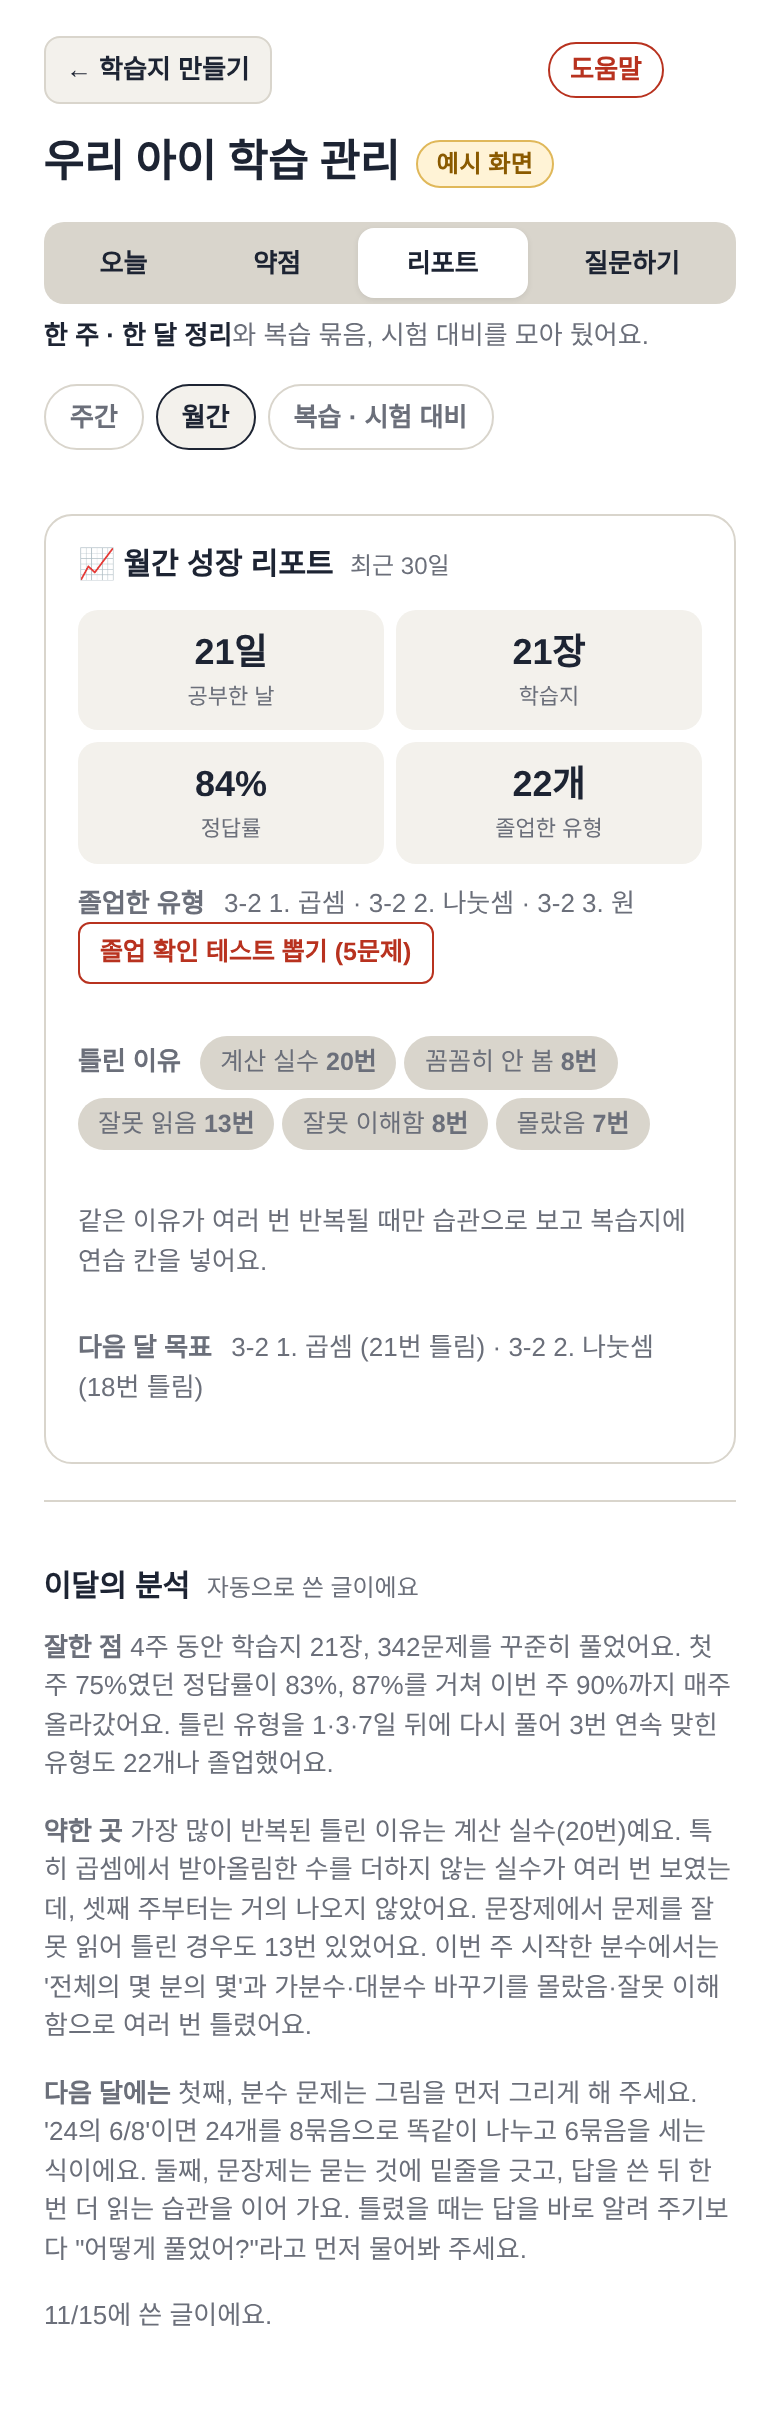 ← 학습지 만들기
도움말
우리 아이 학습 관리 예시 화면
오늘 약점 리포트 질문하기
한 주 · 한 달 정리와 복습 묶음, 시험 대비를 모아 뒀어요.
주간 월간 복습 · 시험 대비
📈 월간 성장 리포트 최근 30일
21일 21장
공부한 날 학습지
84% 22개
정답률 졸업한 유형
졸업한 유형 3-2 1. 곱셈 · 3-2 2. 나눗셈 · 3-2 3. 원
졸업 확인 테스트 뽑기 (5문제)
틀린 이유 계산 실수 20번 꼼꼼히 안 봄 8번
잘못 읽음 13번 잘못 이해함 8번 몰랐음 7번
같은 이유가 여러 번 반복될 때만 습관으로 보고 복습지에
연습 칸을 넣어요.
다음 달 목표 3-2 1. 곱셈 (21번 틀림) · 3-2 2. 나눗셈
(18번 틀림)
이달의 분석 자동으로 쓴 글이에요
잘한 점 4주 동안 학습지 21장, 342문제를 꾸준히 풀었어요. 첫
주 75%였던 정답률이 83%, 87%를 거쳐 이번 주 90%까지 매주
올라갔어요. 틀린 유형을 1·3·7일 뒤에 다시 풀어 3번 연속 맞힌
유형도 22개나 졸업했어요.
약한 곳 가장 많이 반복된 틀린 이유는 계산 실수(20번)예요. 특
히 곱셈에서 받아올림한 수를 더하지 않는 실수가 여러 번 보였는
데, 셋째 주부터는 거의 나오지 않았어요. 문장제에서 문제를 잘
못 읽어 틀린 경우도 13번 있었어요. 이번 주 시작한 분수에서는
'전체의 몇 분의 몇'과 가분수·대분수 바꾸기를 몰랐음·잘못 이해
함으로 여러 번 틀렸어요.
다음 달에는 첫째, 분수 문제는 그림을 먼저 그리게 해 주세요.
'24의 6/8'이면 24개를 8묶음으로 똑같이 나누고 6묶음을 세는
식이에요. 둘째, 문장제는 묻는 것에 밑줄을 긋고, 답을 쓴 뒤 한
번 더 읽는 습관을 이어 가요. 틀렸을 때는 답을 바로 알려 주기보
다 "어떻게 풀었어?"라고 먼저 물어봐 주세요.
11/15에 쓴 글이에요.